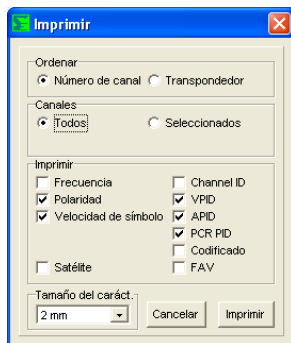 Imprimir
Ordenar
Número de canal Transpondedor
Canales
Todos Seleccionados
Imprimir
Frecuencia Channel ID
Polaridad VPID
Velocidad de símbolo APID
PCR PID
Codificado
Satélite FAV
Tamaño del caráct.
2 mm Cancelar Imprimir